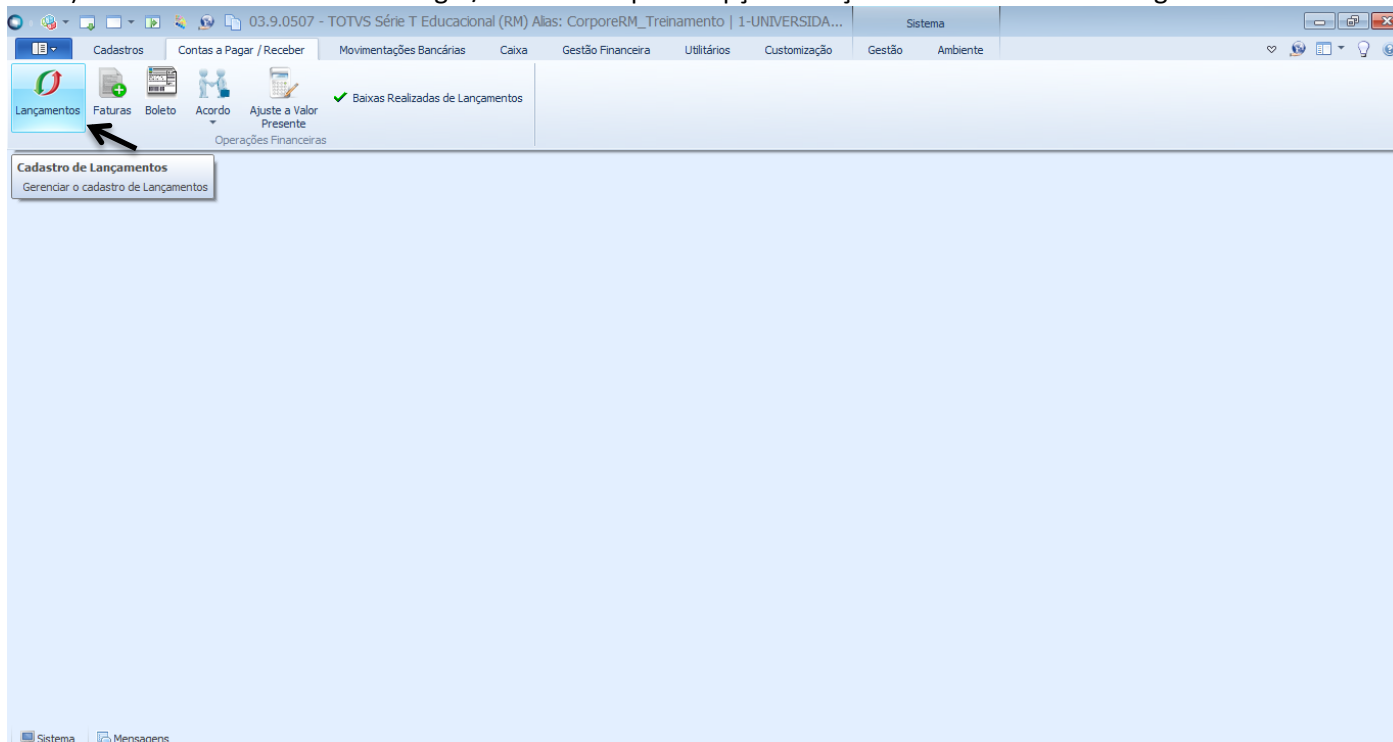 03.9.0507 - TOTVS Série T Educacional (RM) Alias: CorporeRM_Treinamento | 1-UNIVERSIDA... Sistema
Cadastros Contas a Pagar / Receber Movimentações Bancárias Caixa Gestão Financeira Utilitários Customização Gestão Ambiente
Lançamentos Faturas Boleto Acordo Ajuste a Valor Presente
Baixas Realizadas de Lançamentos
Operações Financeiras
Cadastro de Lançamentos
Gerenciar o cadastro de Lançamentos
Sistema Mensagens